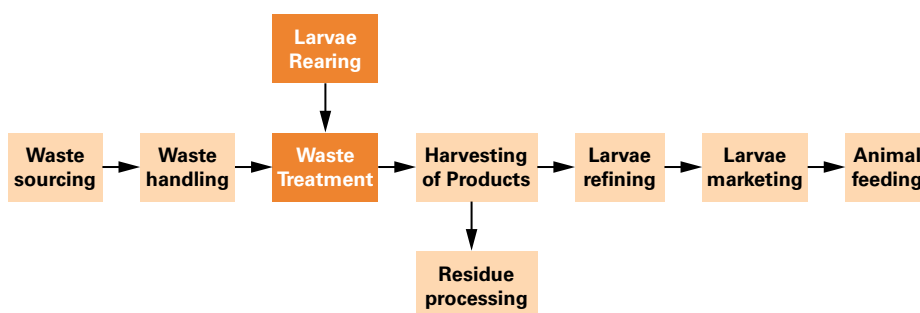 Larvae
Rearing
Waste
sourcing
Waste
handling
Waste
Treatment
Harvesting
of Products
Larvae
refining
Larvae
marketing
Animal
feeding
Residue
processing